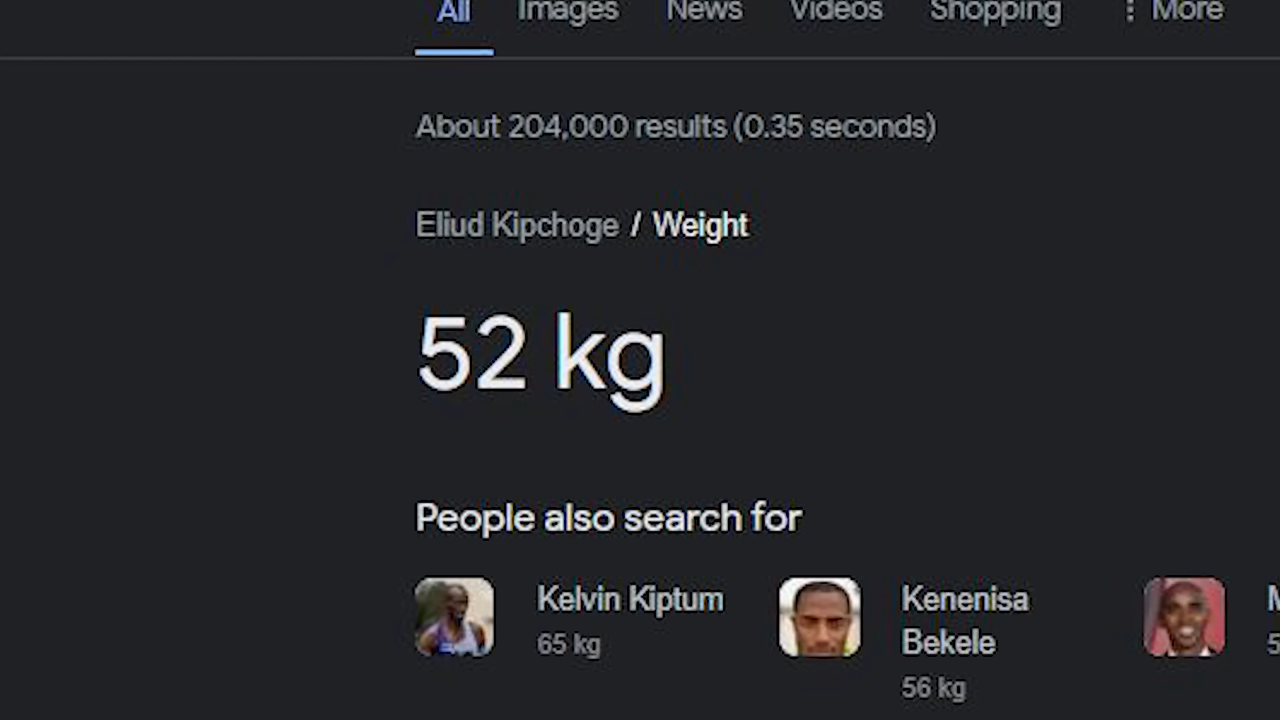 All Images News Videos Shopping More
About 204,000 results (0.35 seconds)
Eliud Kipchoge / Weight
52 kg
People also search for
Kelvin Kiptum
65 kg
Kenenisa
Bekele
56 kg